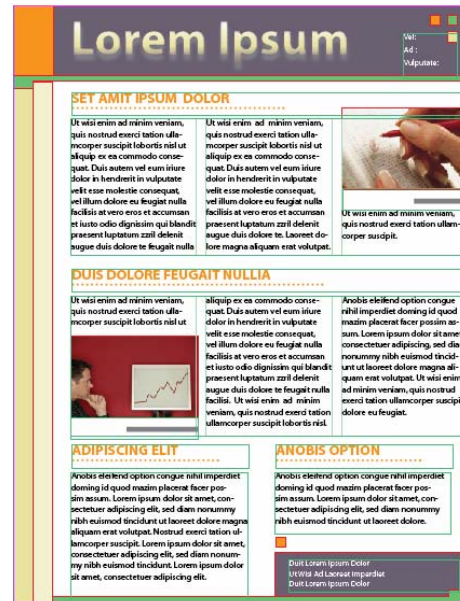 Lorem Ipsum
Vel:
Ad :
Vulputate:
SET AMIT IPSUM DOLOR
Ut wisi enim ad minim veniam,
quis nostrud exerci tation ulla-
mcorper suscipit lobortis nisl ut
aliquip ex ea commodo conse-
quat. Duis autem vel eum iriure
dolor in hendrerit in vulputate
velit esse molestie consequat,
vel illum dolore eu feugiat nulla
facilisis at vero eros et accumsan
et iusto odio dignissim qui blandit
praesent luptatum zzril delenit
augue duis dolore te feugait nulla
Ut wisi enim ad minim veniam,
quis nostrud exerci tation ulla-
mcorper suscipit lobortis nisl ut
aliquip ex ea commodo conse-
quat. Duis autem vel eum iriure
dolor in hendrerit in vulputate
velit esse molestie consequat,
vel illum dolore eu feugiat nulla
facilisis at vero eros et accumsan
et iusto odio dignissim qui blandit
praesent luptatum zzril delenit
augue duis dolore te. Laoreet do-
lore magna aliquam erat volutpat.
Ut wisi enim ad minim veniam,
quis nostrud exerci tation ullam-
corper suscipit.
DUIS DOLORE FEUGAIT NULLIA
Ut wisi enim ad minim veniam,
quis nostrud exerci tation ulla-
mcorper suscipit lobortis nisl ut
aliquip ex ea commodo conse-
quat. Duis autem vel eum iriure
dolor in hendrerit in vulputate
velit esse molestie consequat,
vel illum dolore eu feugiat nulla
facilisis at vero eros et accumsan
et iusto odio dignissim qui blandit
praesent luptatum zzril delenit
augue duis dolore te feugait nulla
facilisi. Ut wisi enim ad minim
veniam, quis nostrud exerci tation
ullamcorper suscipit lobortis nisl.
Anobis eleifend option congue
nihil imperdiet doming id quod
mazim placerat facer possim as-
sum. Lorem ipsum dolor sit amet,
consectetuer adipiscing, sed diam
nonummy nibh euismod tincid-
unt ut laoreet dolore magna ali-
quam erat volutpat. Ut wisi enim
ad minim veniam, quis nostrud
exerci tation ullamcorper suscipit
dolore eu feugiat.
ADIPISCING ELIT
Anobis eleifend option congue nihil imperdiet
doming id quod mazim placerat facer pos-
sim assum. Lorem ipsum dolor sit amet, con-
sectetuer adipiscing elit, sed diam nonummy
nibh euismod tincidunt ut laoreet dolore magna
aliquam erat volutpat. Nostrud exerci tation ul-
lamcorper suscipit. Lorem ipsum dolor sit amet,
consectetuer adipiscing elit, sed diam nonum-
my nibh euismod tincidunt. Lorem ipsum dolor
sit amet, consectetuer adipiscing elit.
ANOBIS OPTION
Anobis eleifend option congue nihil imperdiet
doming id quod mazim placerat facer pos-
sim assum. Lorem ipsum dolor sit amet, con-
sectetuer adipiscing elit, sed diam nonummy
nibh euismod tincidunt ut laoreet dolore.
Duit Lorem Ipsum Dolor
Ut Wisi Ad Laoreet Imperdiet
Duit Lorem Ipsum Dolor